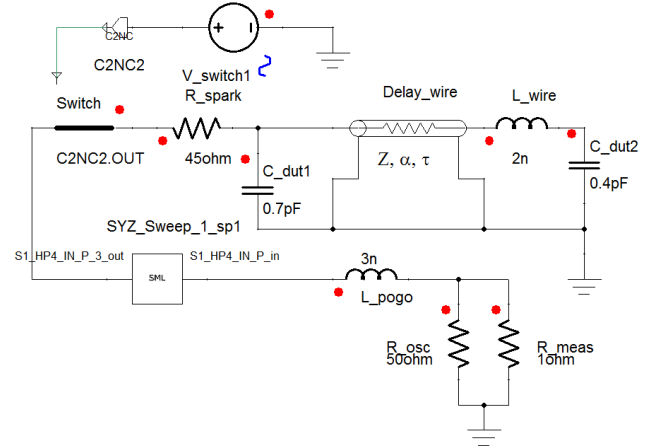 + -
C2NC
C2NC2
V_switch1
Switch
R_spark
Delay_wire
L_wire
C2NC2.OUT
45ohm
C_dut1
0.7pF
Z, α, τ
2n
C_dut2
0.4pF
SYZ_Sweep_1_sp1
S1_HP4_IN_P_3_out
SML
S1_HP4_IN_P_in
3n
L_pogo
R_osc
50ohm
R_meas
1ohm